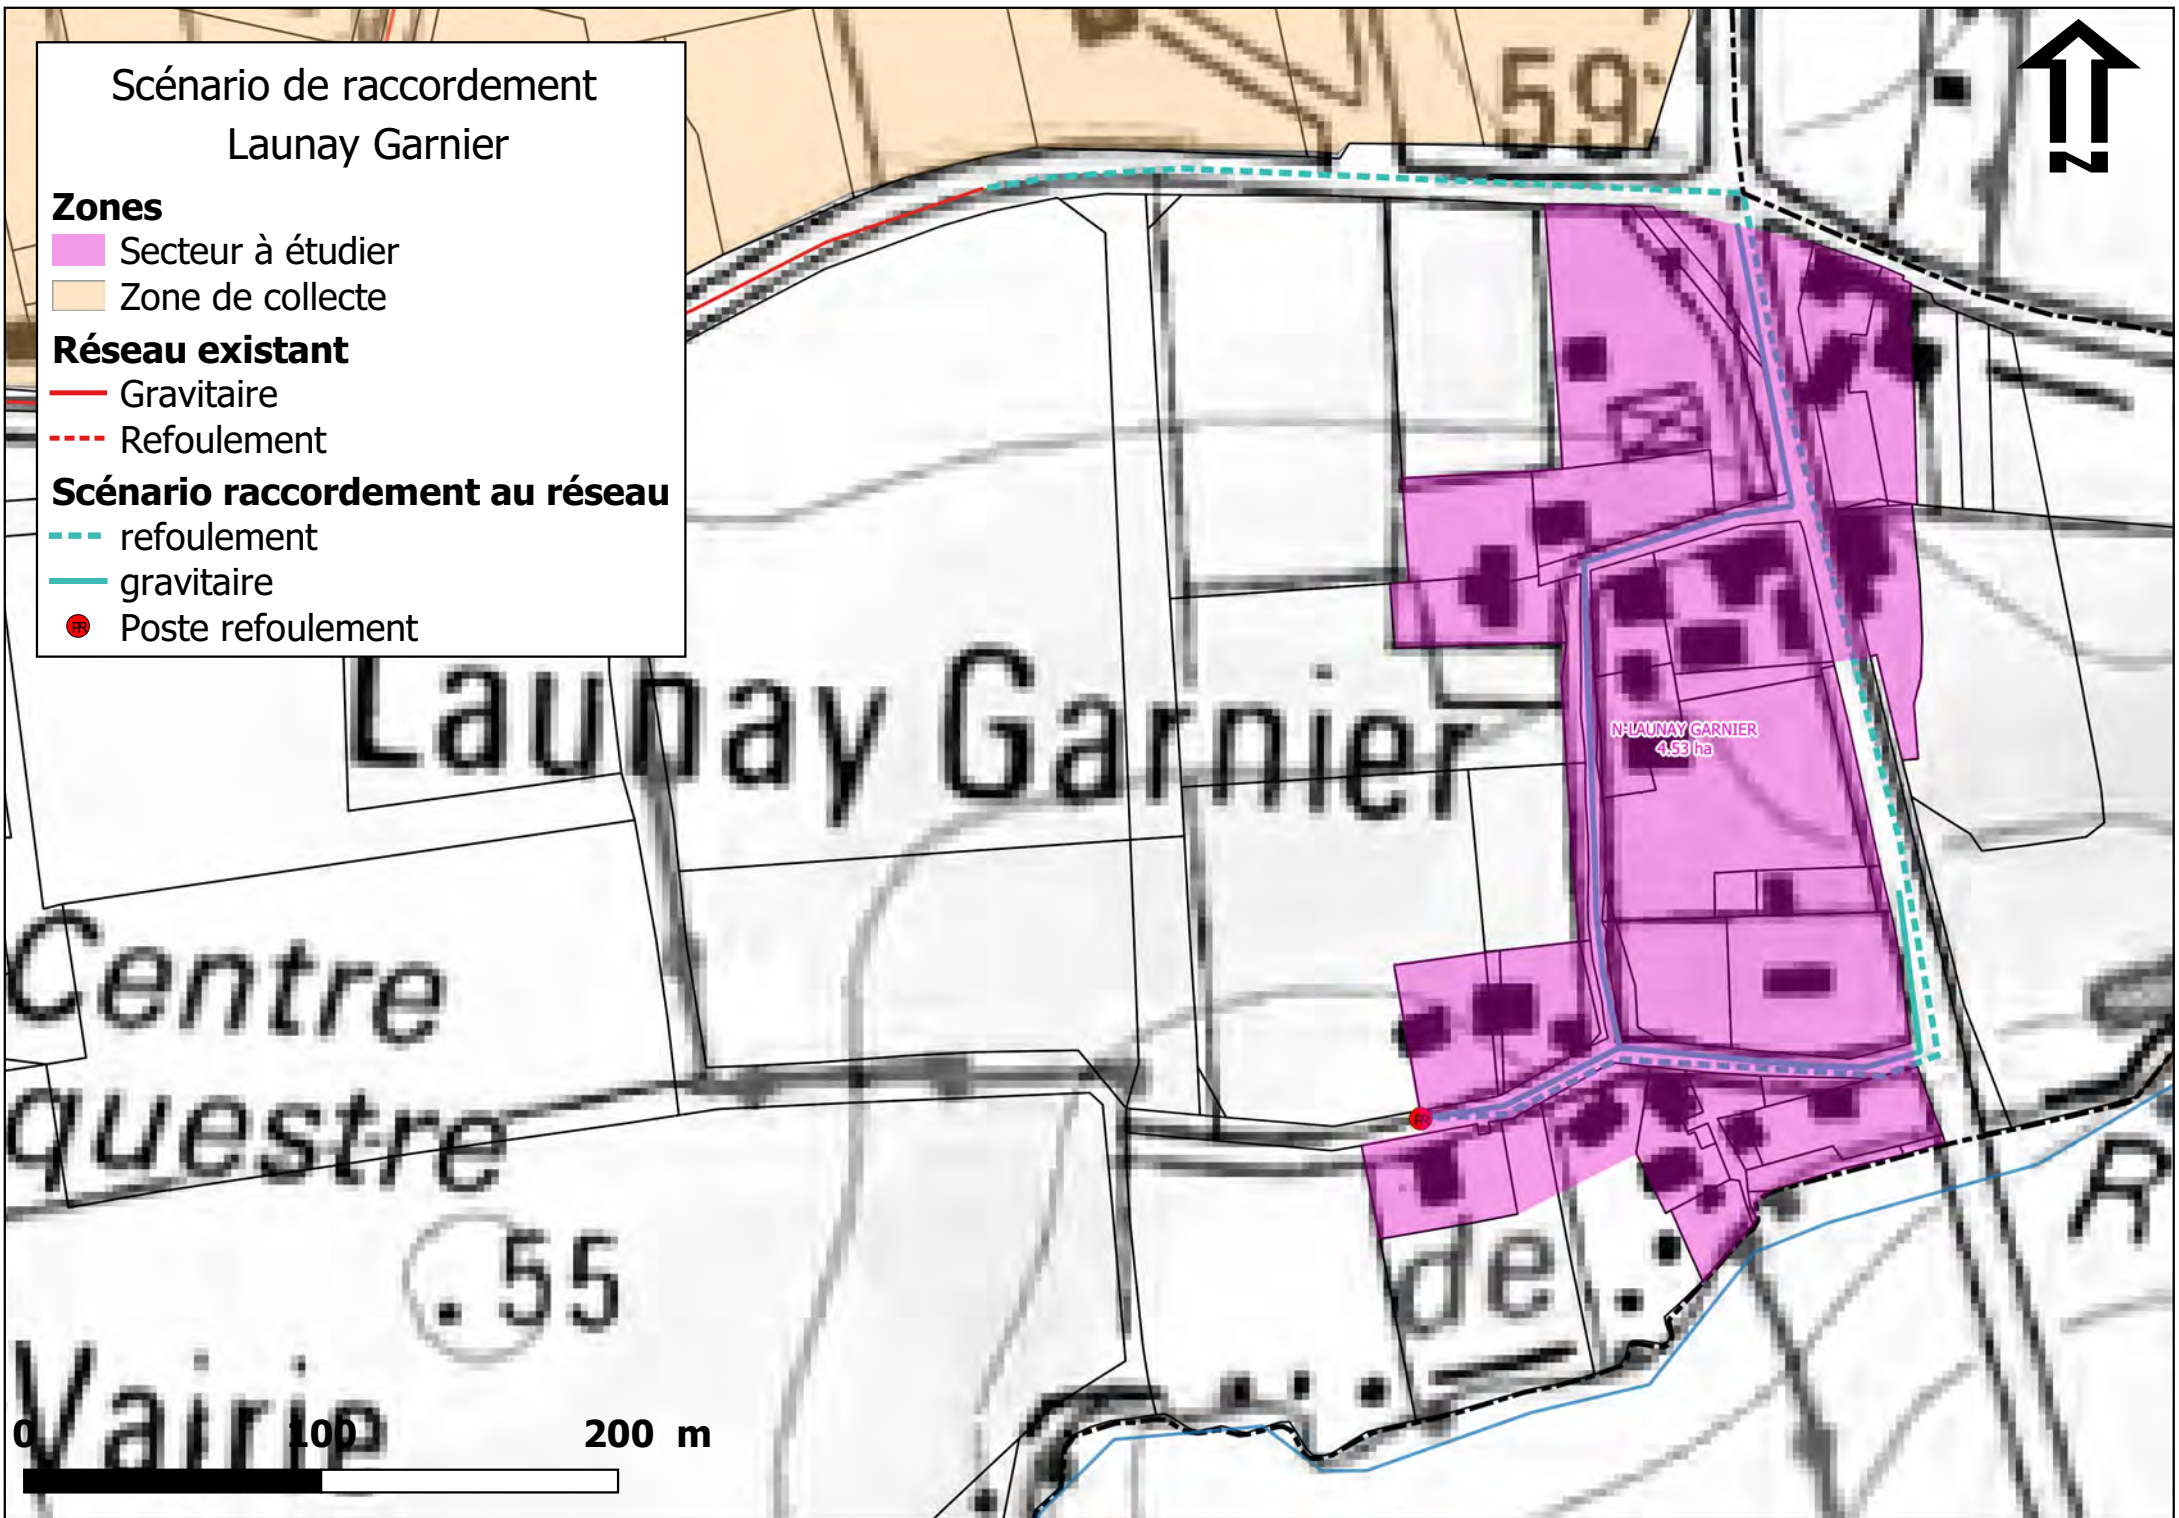 Scénario de raccordement
Launay Garnier
Zones
Secteur à étudier
Zone de collecte
Réseau existant
Gravitaire
Refoulement
Scénario raccordement au réseau
refoulement
gravitaire
PR Poste refoulement
59
N
Launay Garnier
N-LAUNAY GARNIER
4.53 ha
Centre
questre
PR
R
55
de
Vairie
0 100 200 m